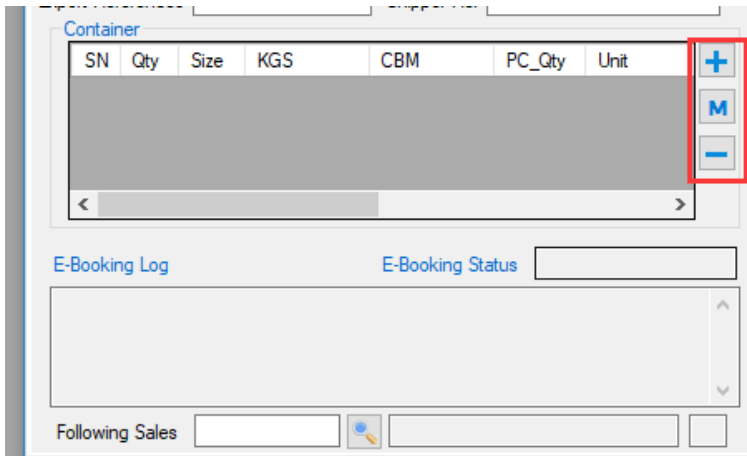 Container
SN Qty Size KGS CBM PC_Qty Unit
M
E-Booking Log E-Booking Status
Following Sales